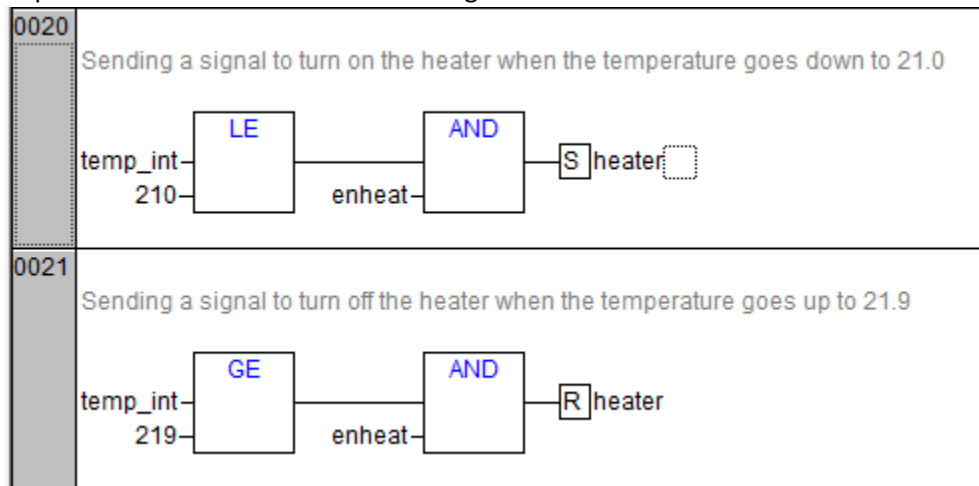 0020
Sending a signal to turn on the heater when the temperature goes down to 21.0
LE AND
temp_int S heater
210 enheat
0021
Sending a signal to turn off the heater when the temperature goes up to 21.9
GE AND
temp_int R heater
219 enheat